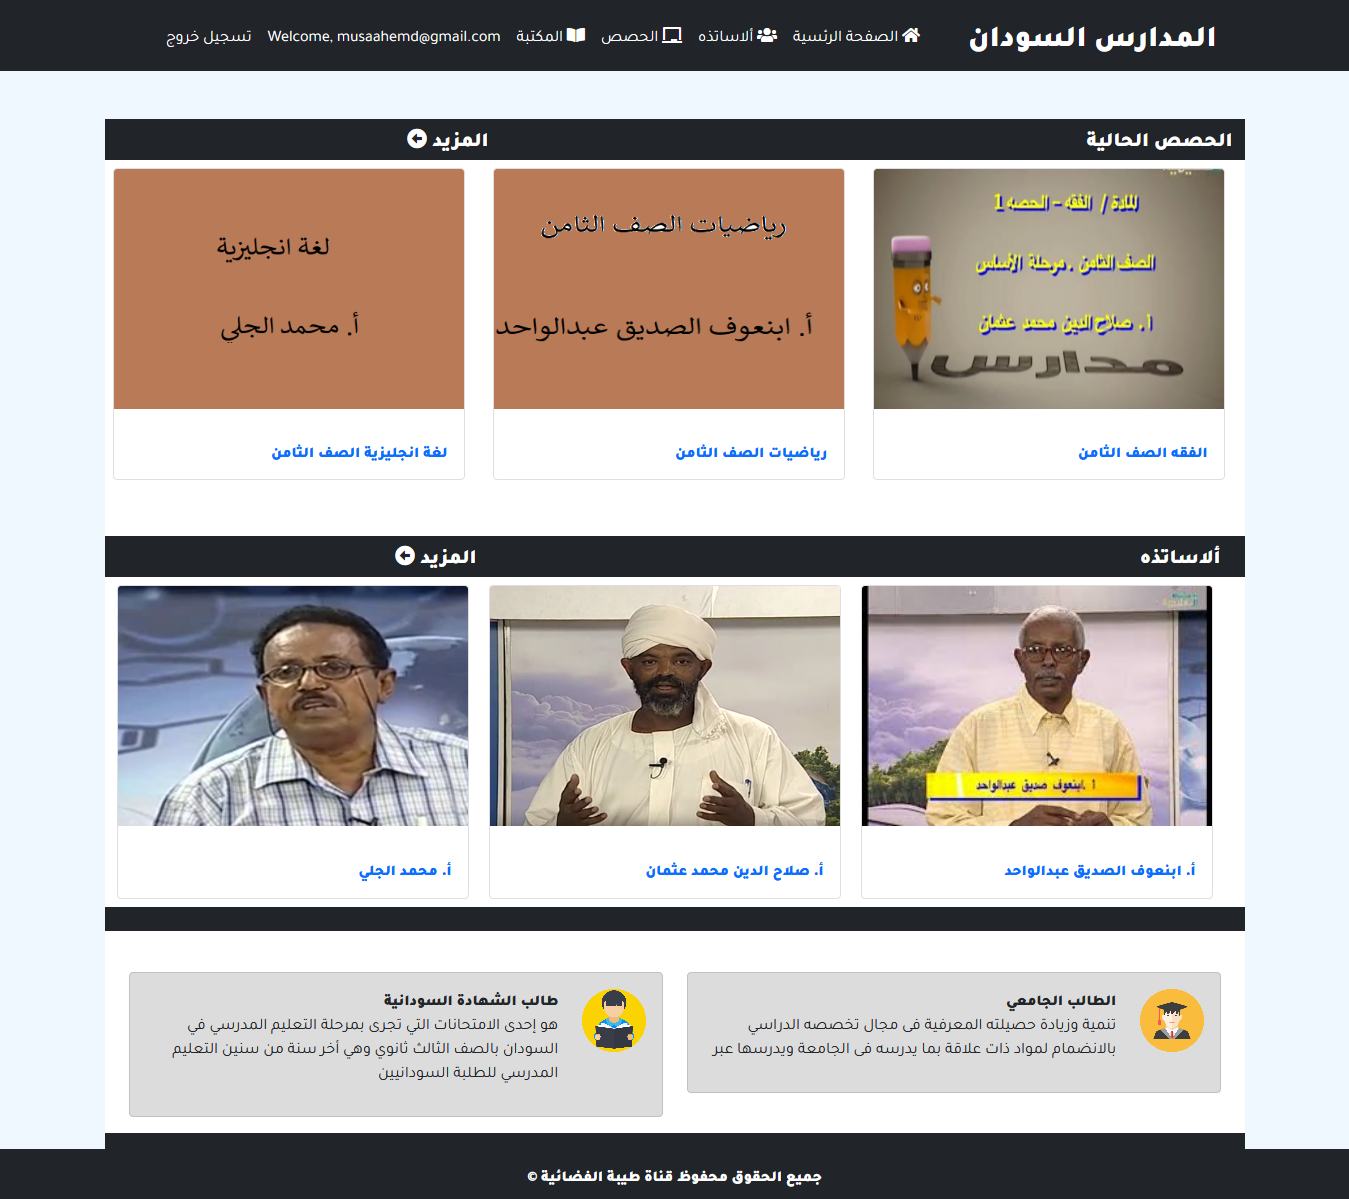 المدارس السودان
الصفحة الرئسية
ألاساتذه
الحصص
المكتبة
Welcome, musaahemd@gmail.com
تسجيل خروج
الحصص الحالية
المزيد
المادة / الفقه - الحصه 1
الصف الثامن . مرحلة الأساس
أ . صلاح الدين محمد عثمان
مدارس
الفقه الصف الثامن
رياضيات الصف الثامن
أ. ابنعوف الصديق عبدالواحد
رياضيات الصف الثامن
لغة انجليزية
أ. محمد الجلي
لغة انجليزية الصف الثامن
ألاساتذه
المزيد
أ .ابنعوف صديق عبدالواحد
أ. ابنعوف الصديق عبدالواحد
أ. صلاح الدين محمد عثمان
أ. محمد الجلي
الطالب الجامعي
تنمية وزيادة حصيلته المعرفية فى مجال تخصصه الدراسي
بالانضمام لمواد ذات علاقة بما يدرسه فى الجامعة ويدرسها عبر
طالب الشهادة السودانية
هو إحدى الامتحانات التي تجرى بمرحلة التعليم المدرسي في
السودان بالصف الثالث ثانوي وهي أخر سنة من سنين التعليم
المدرسي للطلبة السودانيين
جميع الحقوق محفوظ قناة طيبة الفضائية ©